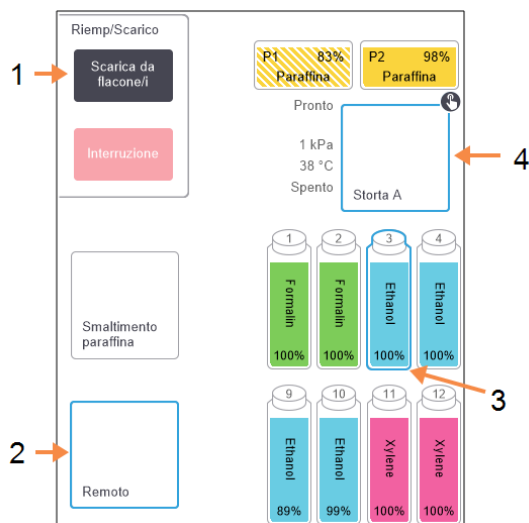 Riemp/Scarico
1
Scarica da
flacone/i
Interruzione
P1 83%
Paraffina
P2 98%
Paraffina
Pronto
1 kPa
38 °C
Spento
Storta A
4
Smaltimento
paraffina
1
Formalin
100%
2
Formalin
100%
3
Ethanol
100%
4
Ethanol
100%
3
2
Remoto
9
Ethanol
89%
10
Ethanol
99%
11
Xylene
100%
12
Xylene
100%